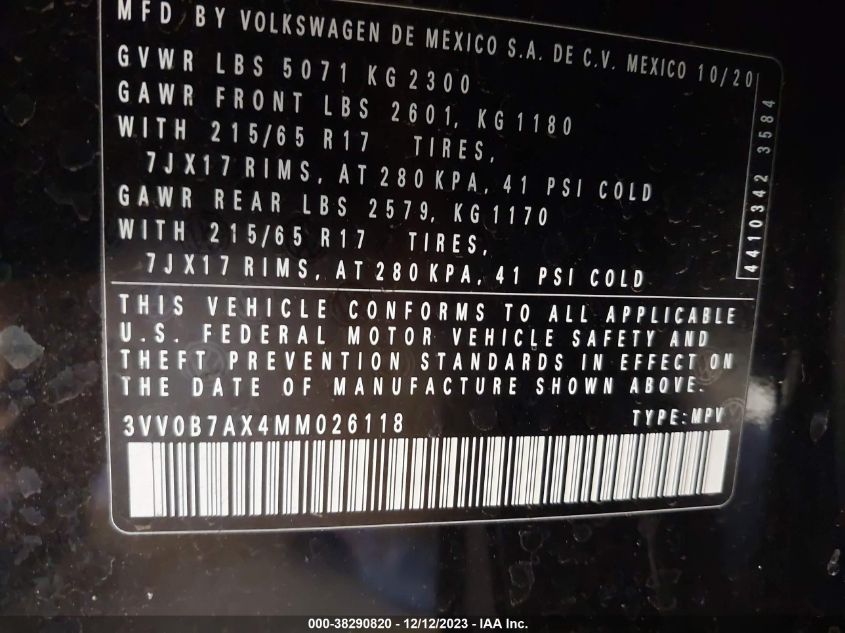 MFD BY VOLKSWAGEN DE MEXICO S.A. DE C.V. MEXICO 10/20
GVWR LBS 5071 KG 2300
GAWR FRONT LBS 2601, KG 1180
WITH 215/65 R17 TIRES,
7JX17 RIMS, AT 280 KPA, 41 PSI COLD
GAWR REAR LBS 2579, KG 1170
WITH 215/65 R17 TIRES,
7JX17 RIMS, AT 280 KPA, 41 PSI COLD
4410342 3584
THIS VEHICLE CONFORMS TO ALL APPLICABLE
U.S. FEDERAL MOTOR VEHICLE SAFETY AND
THEFT PREVENTION STANDARDS IN EFFECT ON
THE DATE OF MANUFACTURE SHOWN ABOVE.
3VV0B7AX4MM026118 TYPE:MPV
000-38290820 - 12/12/2023 - IAA Inc.